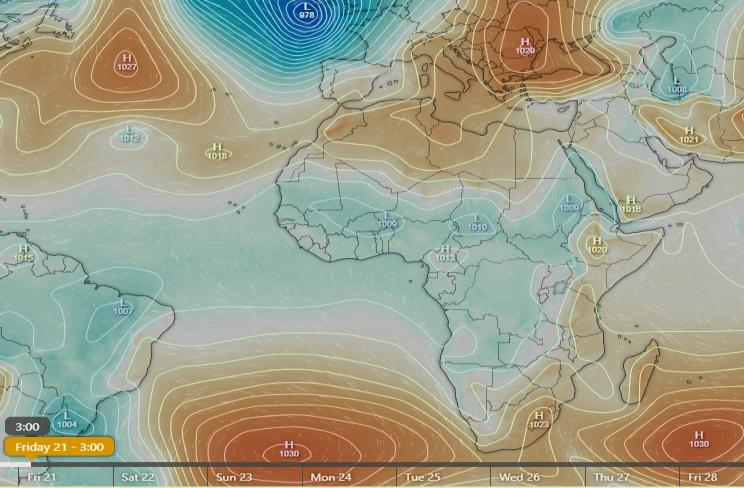 L
978
H
1029
H
1027
L
1008
L
1012
H
1018
H
1021
H
1016
L
1009
L
1009
L
1010
H
1020
H
1013
H
1015
L
1007
L
1004
H
1023
H
1030
H
1030
3:00
Friday 21 - 3:00
Fri 21 Sat 22 Sun 23 Mon 24 Tue 25 Wed 26 Thu 27 Fri 28